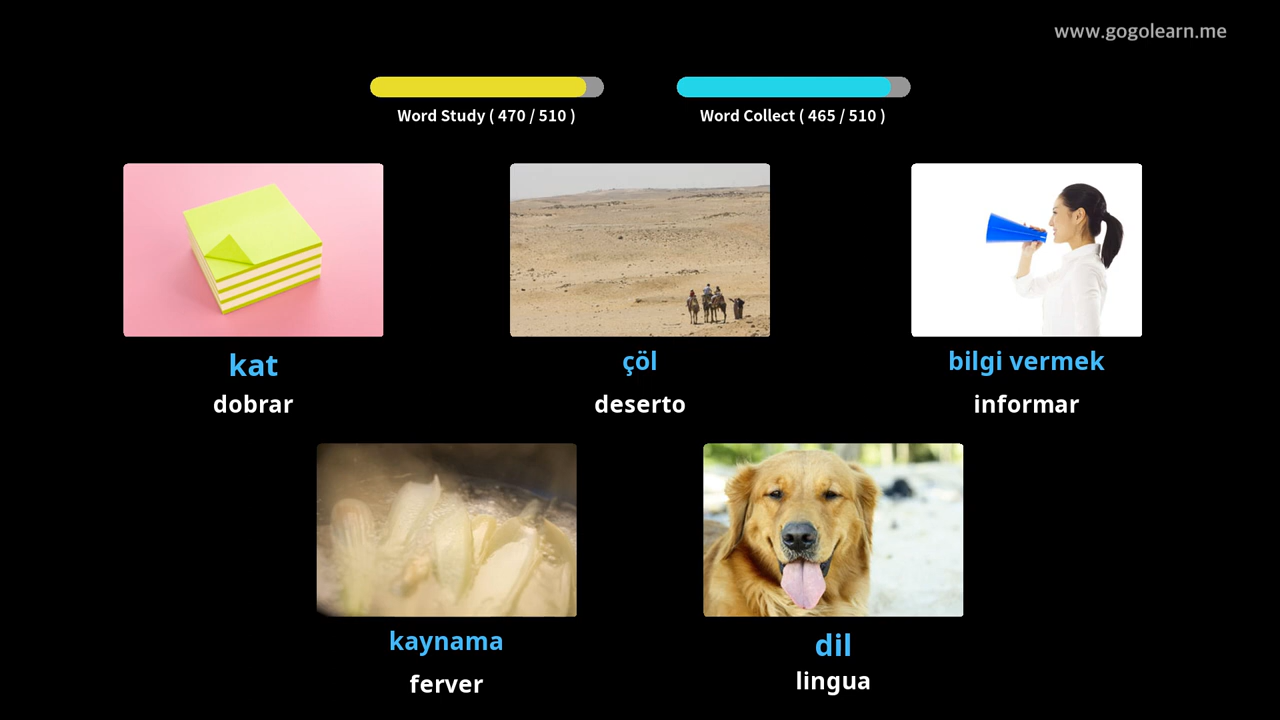 www.gogolearn.me
Word Study ( 470 / 510 )
Word Collect ( 465 / 510 )
kat
dobrar
çöl
deserto
bilgi vermek
informar
kaynama
ferver
dil
lingua